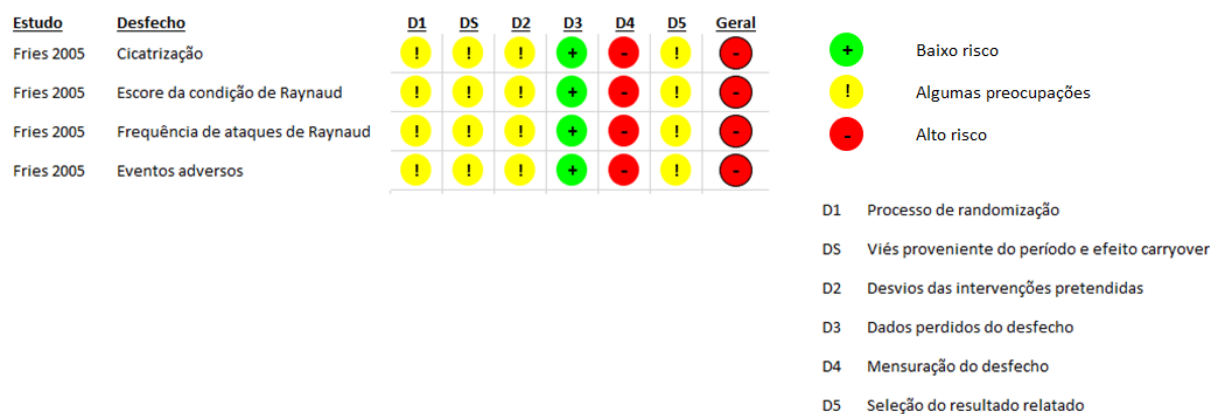 Estudo Desfecho D1 DS D2 D3 D4 D5 Geral
Fries 2005 Cicatrização ! ! ! + - ! -
Fries 2005 Escore da condição de Raynaud ! ! ! + - ! -
Fries 2005 Frequência de ataques de Raynaud ! ! ! + - ! -
Fries 2005 Eventos adversos ! ! ! + - ! -
+ Baixo risco
! Algumas preocupações
- Alto risco
D1 Processo de randomização
DS Viés proveniente do período e efeito carryover
D2 Desvios das intervenções pretendidas
D3 Dados perdidos do desfecho
D4 Mensuração do desfecho
D5 Seleção do resultado relatado